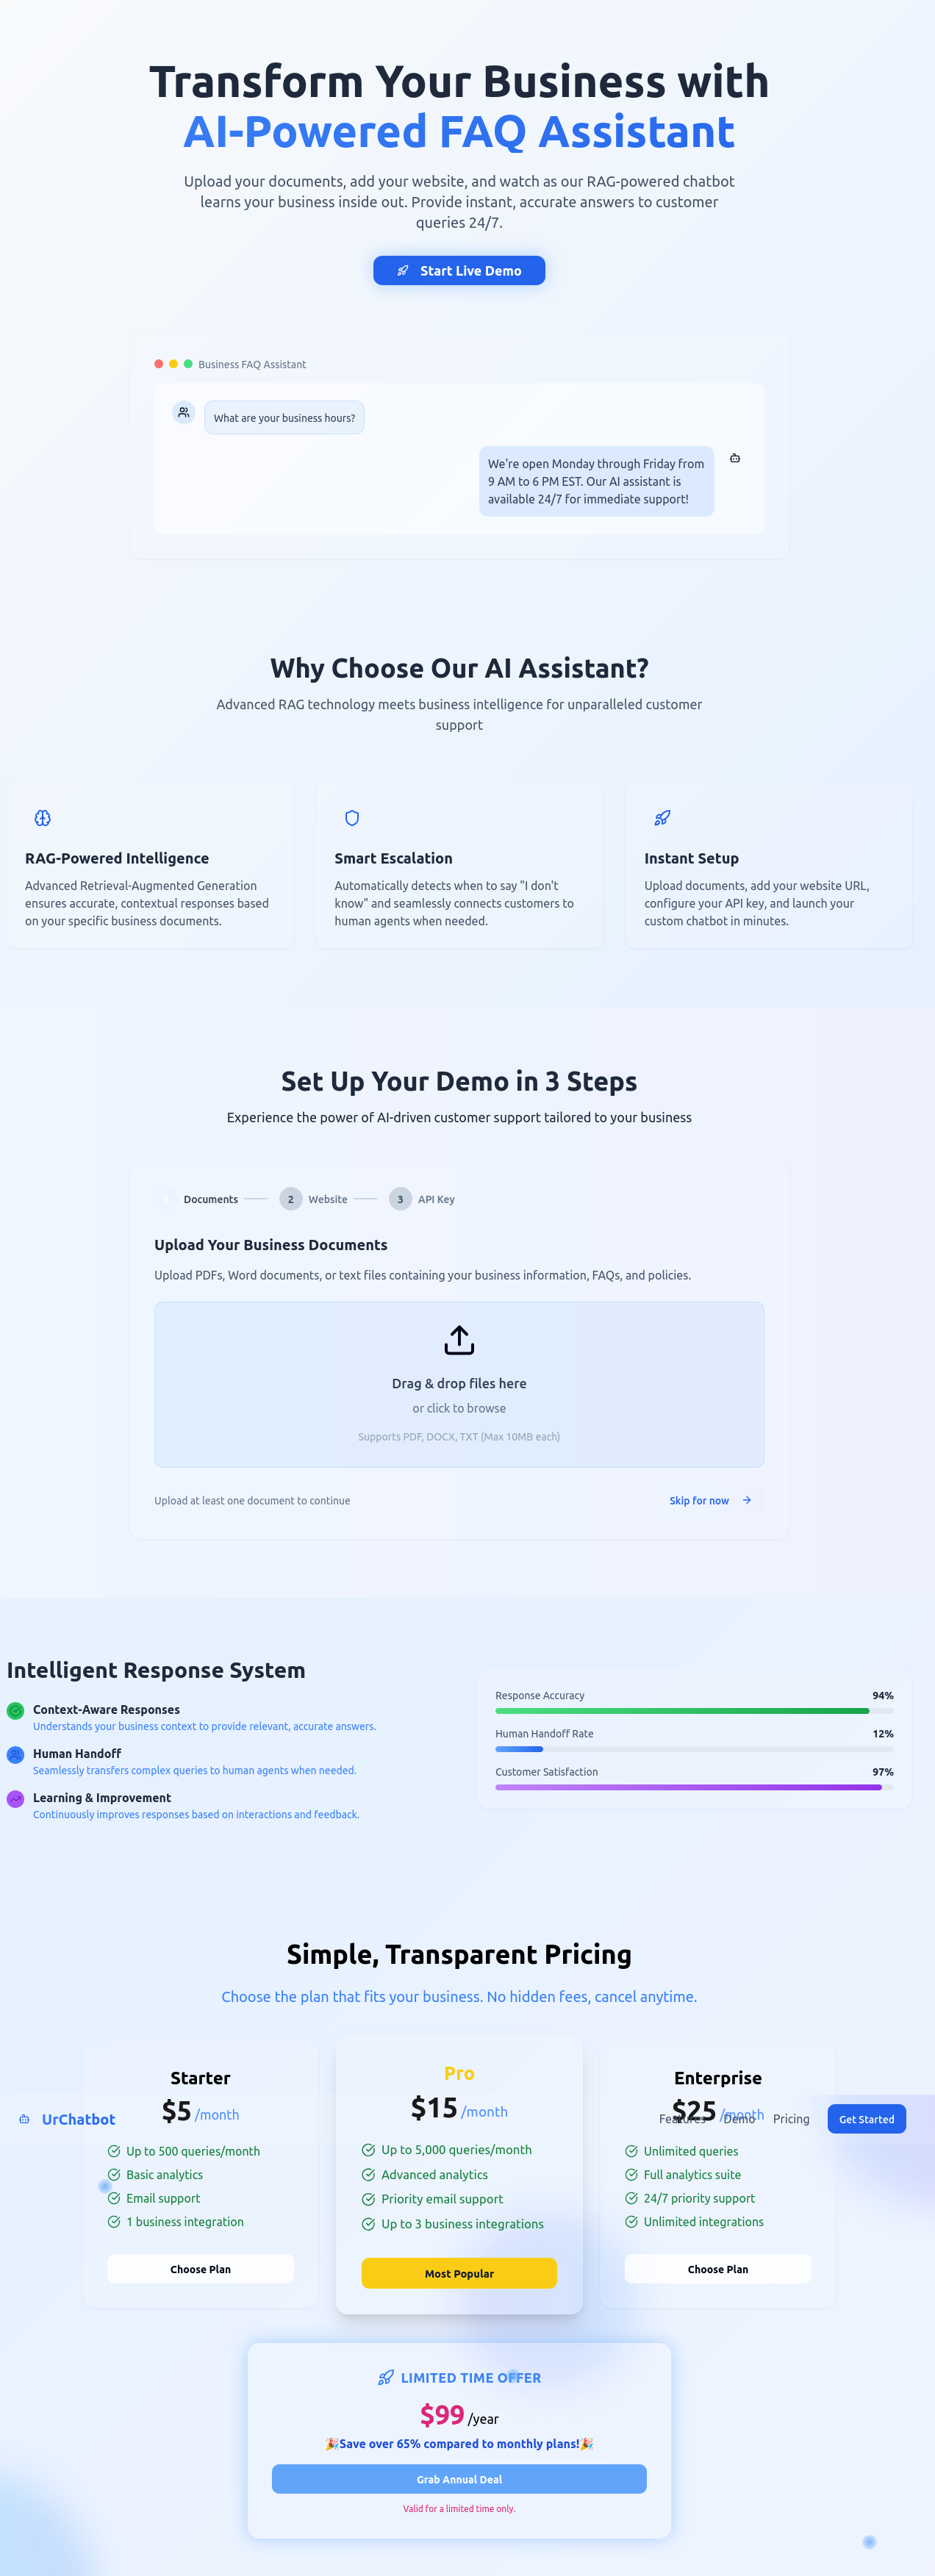 Transform Your Business with
AI-Powered FAQ Assistant
Upload your documents, add your website, and watch as our RAG-powered chatbot
learns your business inside out. Provide instant, accurate answers to customer
queries 24/7.
Start Live Demo
Business FAQ Assistant
What are your business hours?
We're open Monday through Friday from
9 AM to 6 PM EST. Our AI assistant is
available 24/7 for immediate support!
Why Choose Our AI Assistant?
Advanced RAG technology meets business intelligence for unparalleled customer
support
RAG-Powered Intelligence
Advanced Retrieval-Augmented Generation
ensures accurate, contextual responses based
on your specific business documents.
Smart Escalation
Automatically detects when to say "I don't
know" and seamlessly connects customers to
human agents when needed.
Instant Setup
Upload documents, add your website URL,
configure your API key, and launch your
custom chatbot in minutes.
Set Up Your Demo in 3 Steps
Experience the power of AI-driven customer support tailored to your business
1 Documents 2 Website 3 API Key
Upload Your Business Documents
Upload PDFs, Word documents, or text files containing your business information, FAQs, and policies.
Drag & drop files here
or click to browse
Supports PDF, DOCX, TXT (Max 10MB each)
Upload at least one document to continue
Skip for now
Intelligent Response System
Context-Aware Responses
Understands your business context to provide relevant, accurate answers.
Human Handoff
Seamlessly transfers complex queries to human agents when needed.
Learning & Improvement
Continuously improves responses based on interactions and feedback.
Response Accuracy 94%
Human Handoff Rate 12%
Customer Satisfaction 97%
Simple, Transparent Pricing
Choose the plan that fits your business. No hidden fees, cancel anytime.
Starter
$5 /month
Up to 500 queries/month
Basic analytics
Email support
1 business integration
Choose Plan
Pro
$15 /month
Up to 5,000 queries/month
Advanced analytics
Priority email support
Up to 3 business integrations
Most Popular
Enterprise
$25 /month
Unlimited queries
Full analytics suite
24/7 priority support
Unlimited integrations
Choose Plan
UrChatbot
Features Demo Pricing Get Started
LIMITED TIME OFFER
$99 /year
🎉Save over 65% compared to monthly plans!🎉
Grab Annual Deal
Valid for a limited time only.